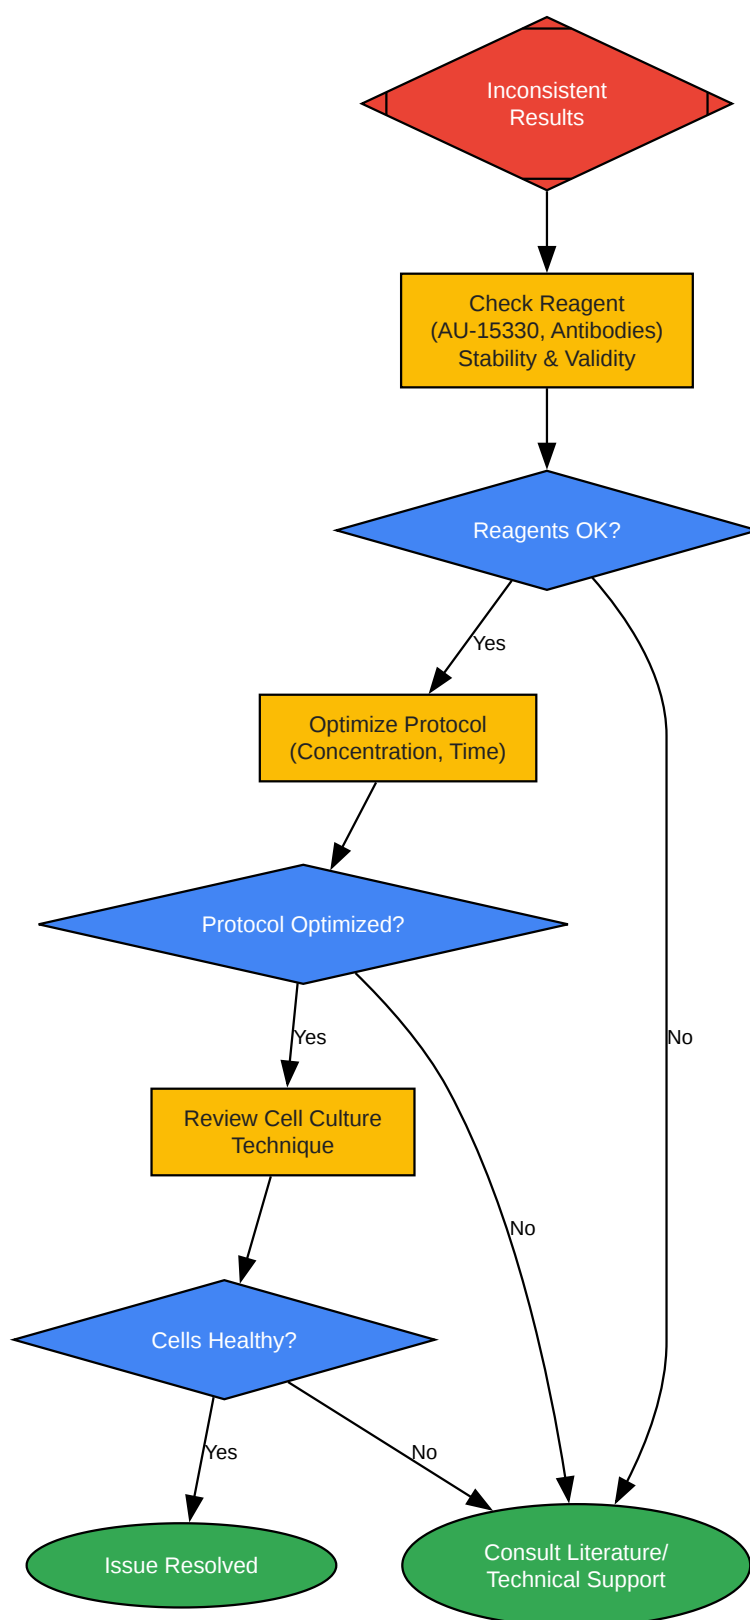 Inconsistent
Results
Check Reagent
(AU-15330, Antibodies)
Stability & Validity
Reagents OK?
Yes
Optimize Protocol
(Concentration, Time)
Protocol Optimized?
Yes
No
Review Cell Culture
Technique
No
Cells Healthy?
Yes
No
Issue Resolved
Consult Literature/
Technical Support